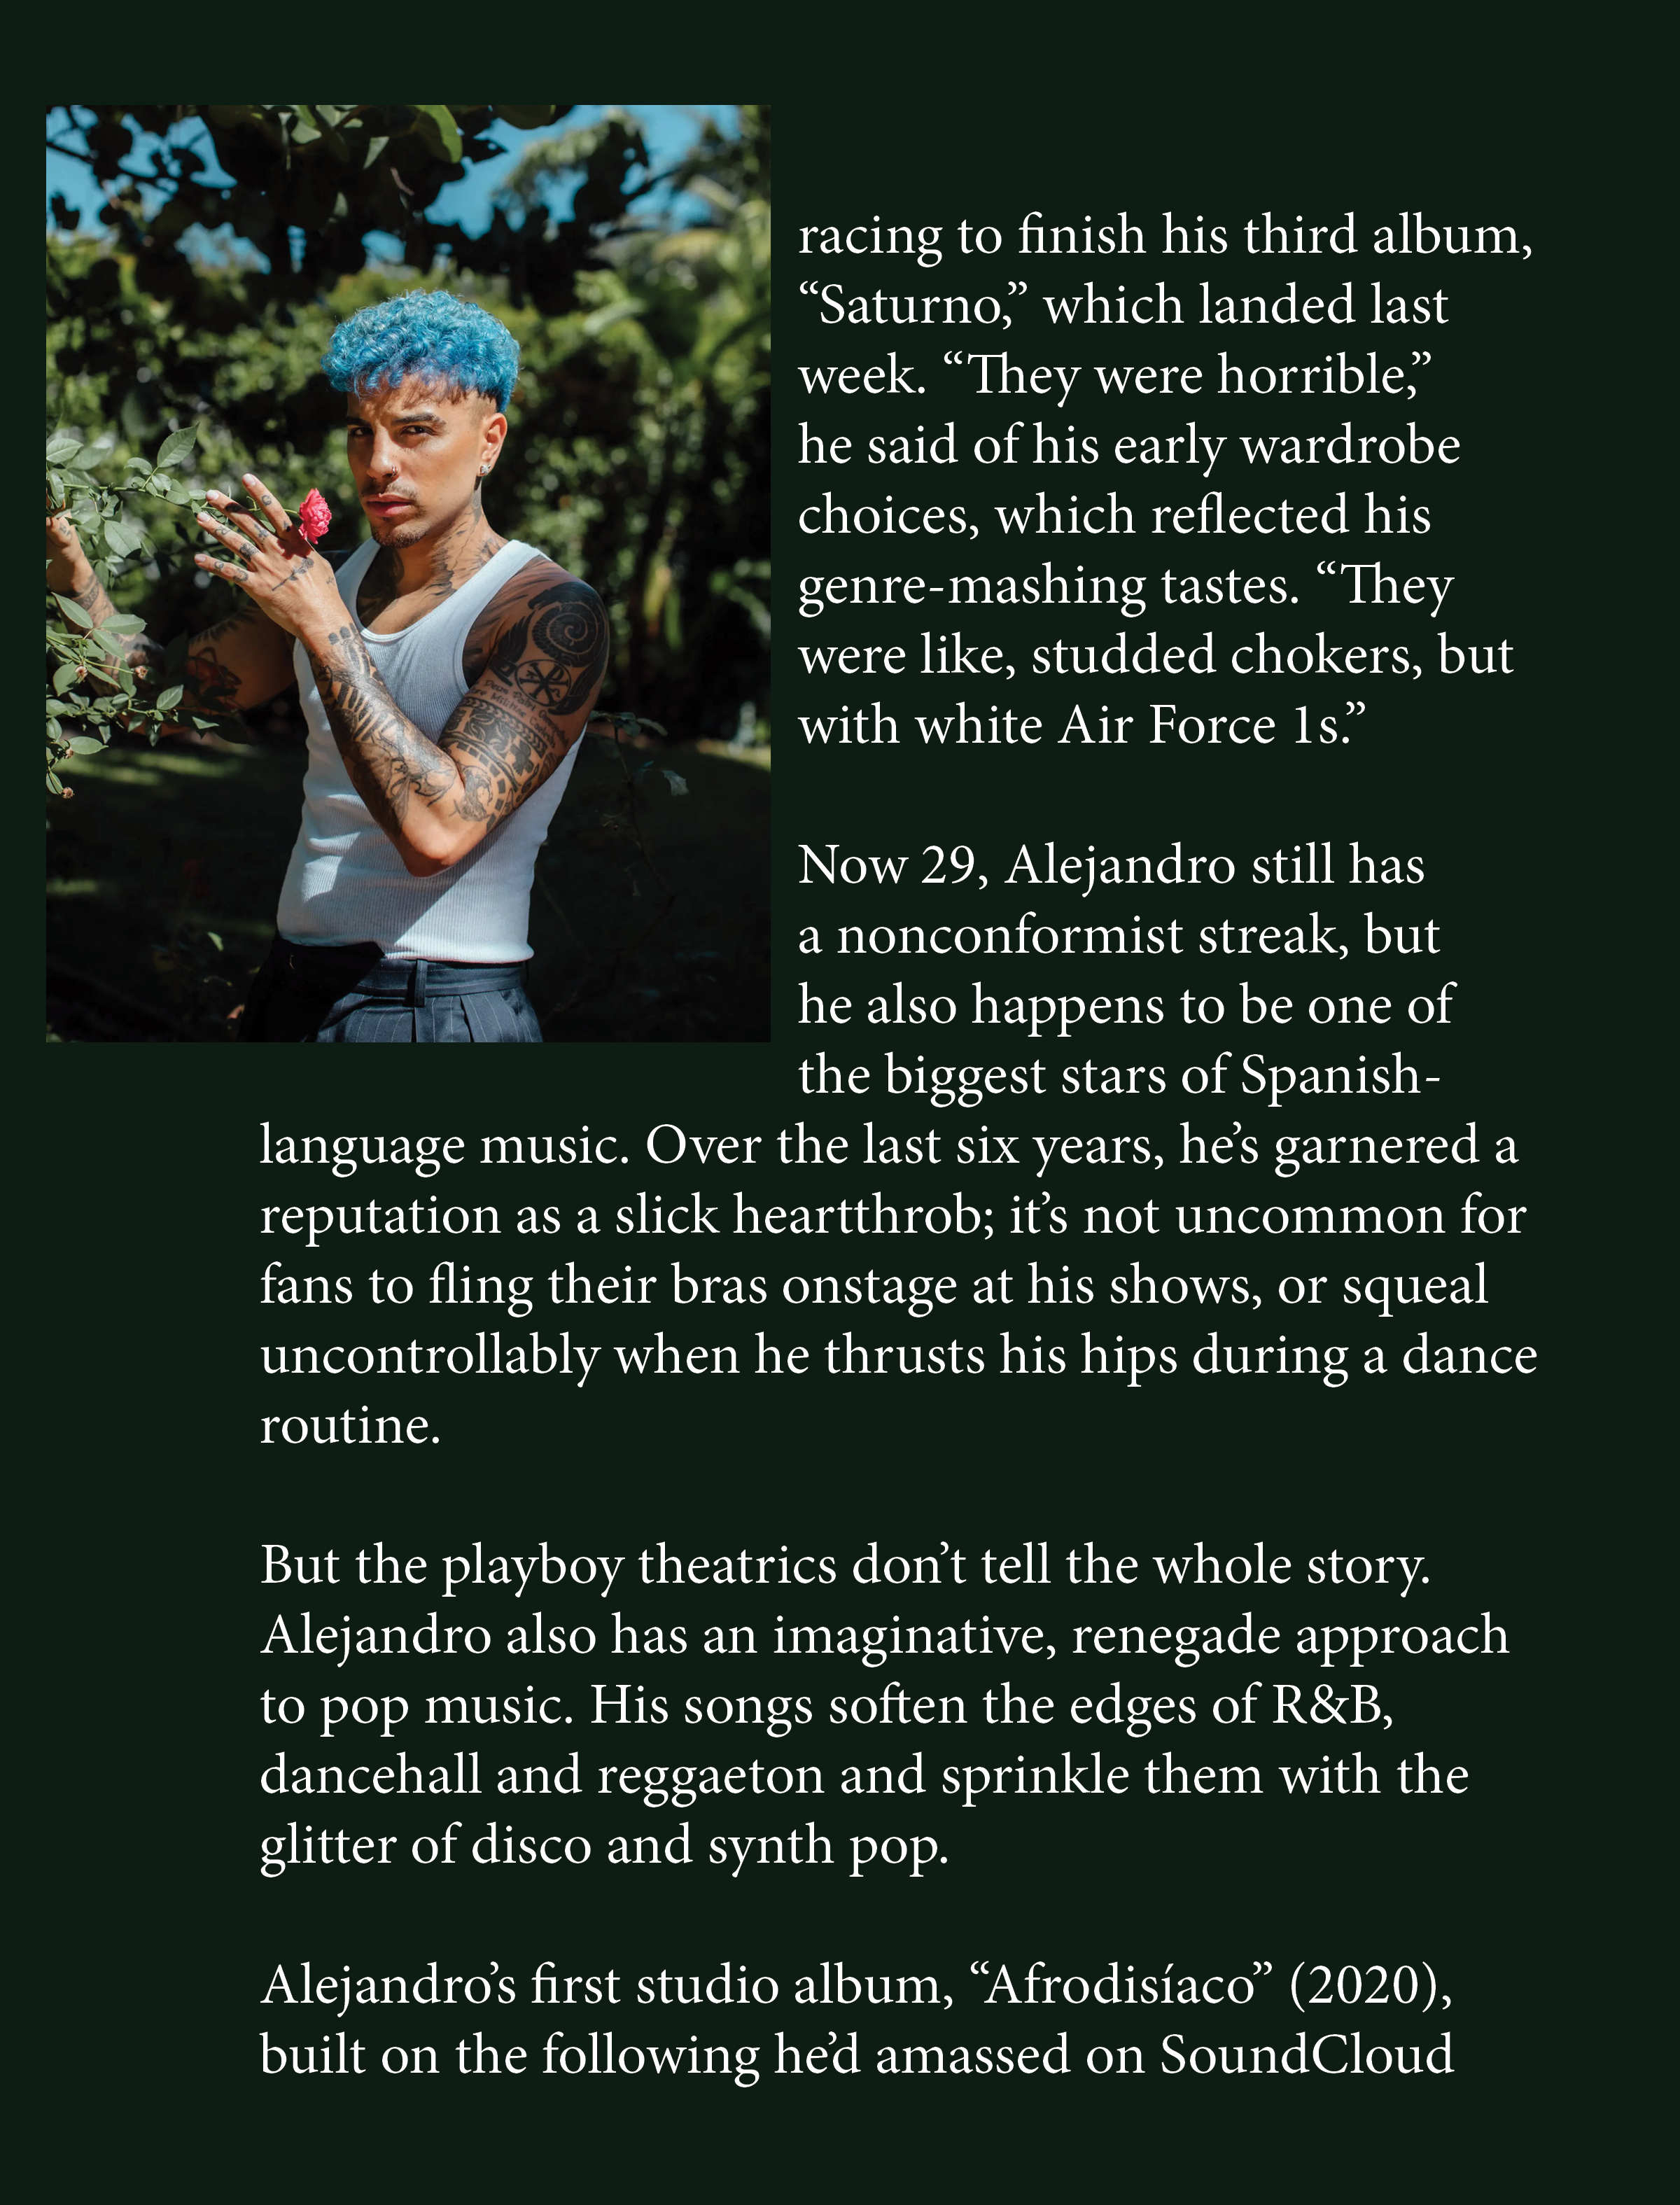 racing to finish his third album,
“Saturno,” which landed last
week. “They were horrible,”
he said of his early wardrobe
choices, which reflected his
genre-mashing tastes. “They
were like, studded chokers, but
with white Air Force 1s.”
Now 29, Alejandro still has
a nonconformist streak, but
he also happens to be one of
the biggest stars of Spanish-
language music. Over the last six years, he’s garnered a
reputation as a slick heartthrob; it’s not uncommon for
fans to fling their bras onstage at his shows, or squeal
uncontrollably when he thrusts his hips during a dance
routine.
But the playboy theatrics don’t tell the whole story.
Alejandro also has an imaginative, renegade approach
to pop music. His songs soften the edges of R&B,
dancehall and reggaeton and sprinkle them with the
glitter of disco and synth pop.
Alejandro’s first studio album, “Afrodisíaco” (2020),
built on the following he’d amassed on SoundCloud